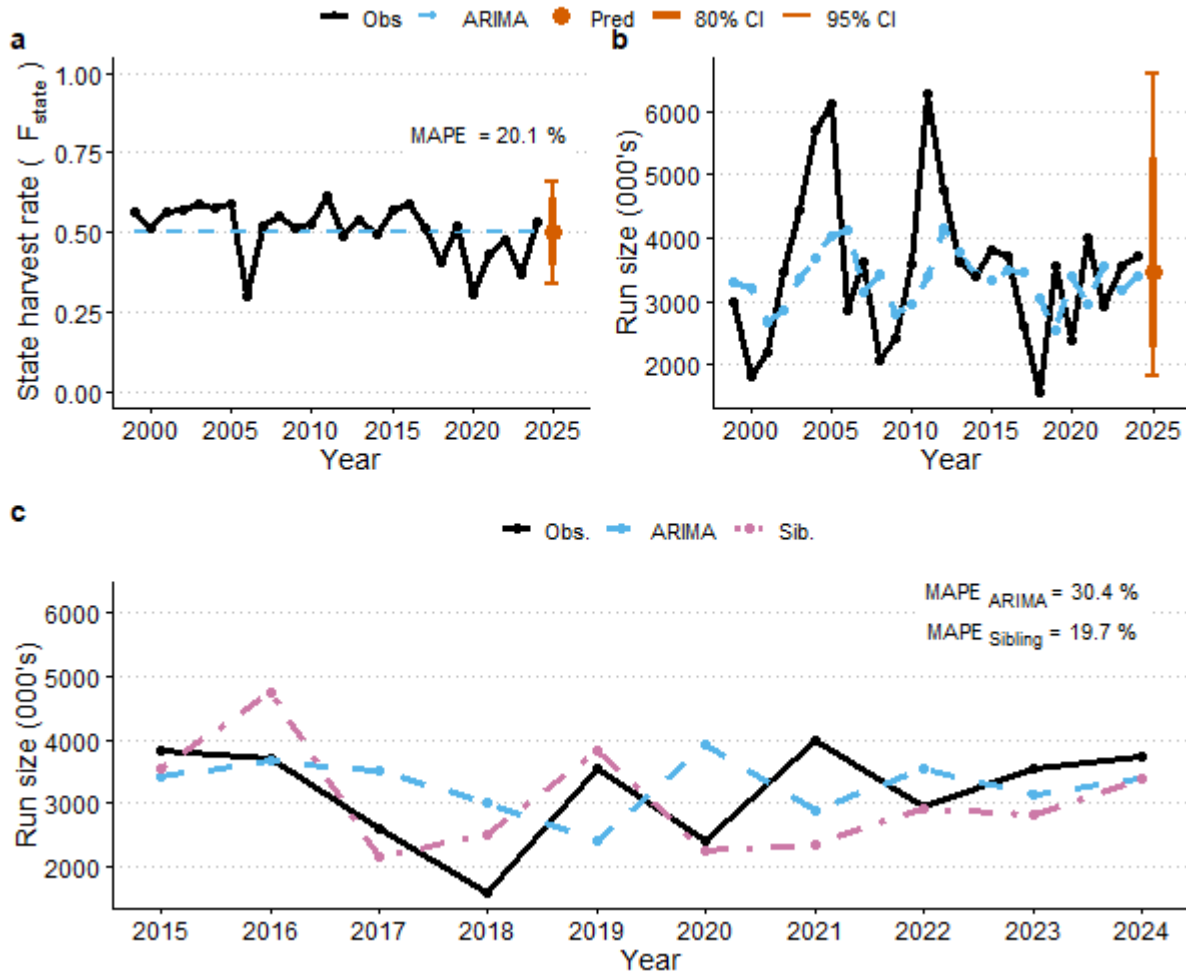 Obs ARIMA Pred 80% CI 95% CI
a
State harvest rate ( F state)
1.00
0.75
0.50
0.25
0.00
MAPE = 20.1 %
2000 2005 2010 2015 2020 2025
Year
b
Run size (000's)
6000
5000
4000
3000
2000
2000 2005 2010 2015 2020 2025
Year
c
Obs. ARIMA Sib.
Run size (000's)
6000
5000
4000
3000
2000
MAPE ARIMA = 30.4 %
MAPE Sibling = 19.7 %
2015 2016 2017 2018 2019 2020 2021 2022 2023 2024
Year